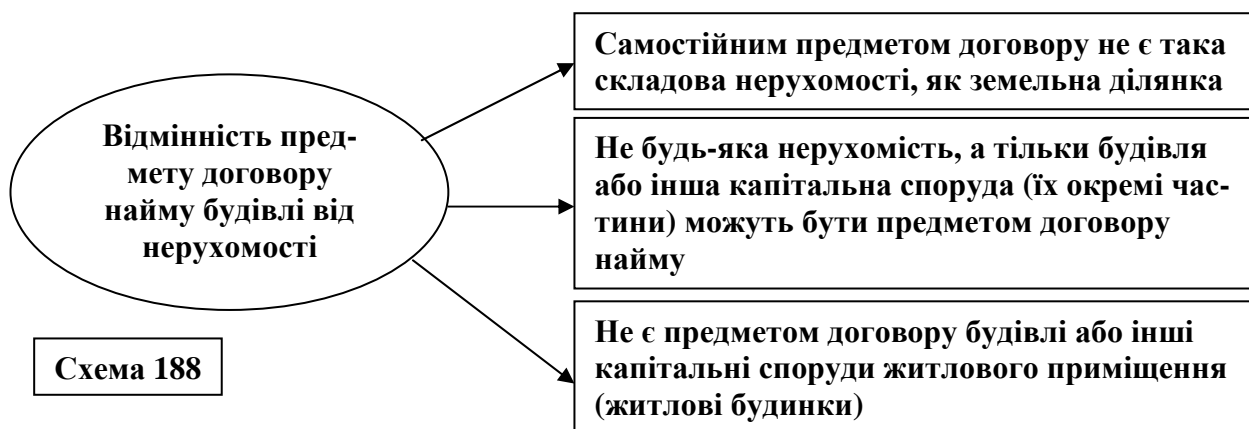 Відмінність пред-
мету договору
найму будівлі від
нерухомості
Самостійним предметом договору не є така
складова нерухомості, як земельна ділянка
Не будь-яка нерухомість, а тільки будівля
або інша капітальна споруда (їх окремі час-
тини) можуть бути предметом договору
найму
Не є предметом договору будівлі або інші
капітальні споруди житлового приміщення
(житлові будинки)
Схема 188